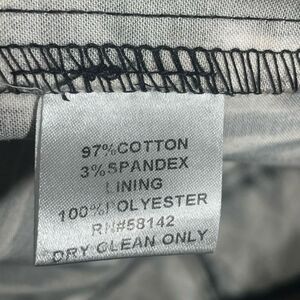 97%COTTON
3%SPANDEX
LINING
100%POLYESTER
RN#58142
DRY CLEAN ONLY